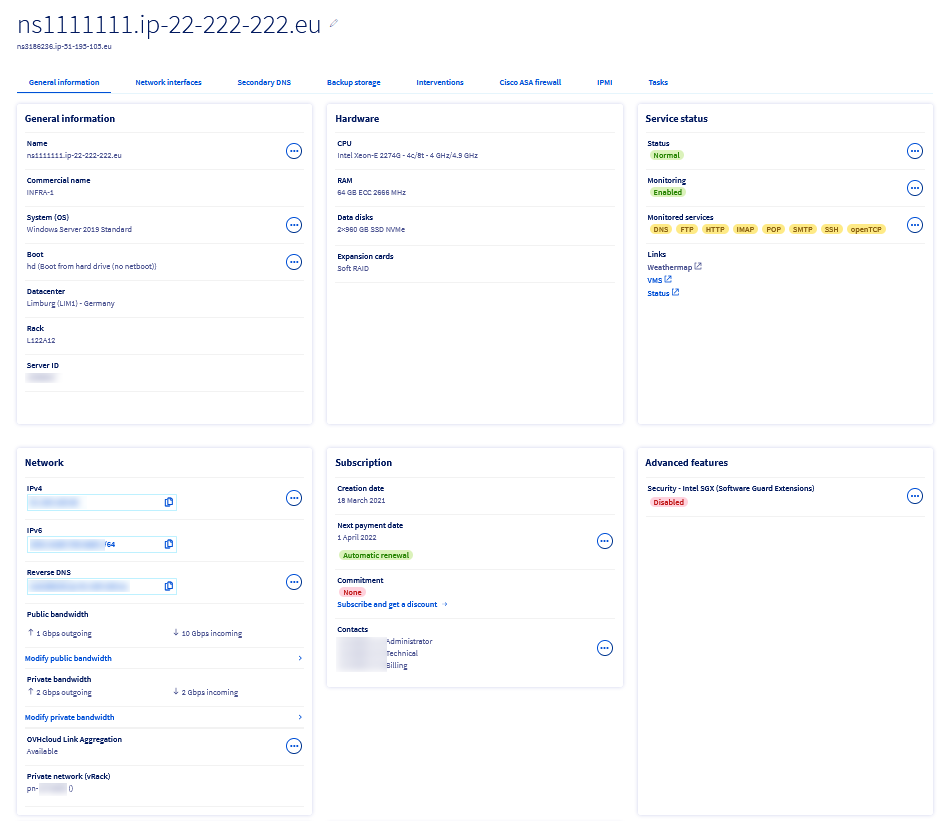 ns1111111.ip-22-222-222.eu
ns3186236.ip-51-195-105.eu
General information Network interfaces Secondary DNS Backup storage Interventions Cisco ASA firewall IPMI Tasks
General information
Name
ns1111111.ip-22-222-222.eu
Commercial name
INFRA-1
System (OS)
Windows Server 2019 Standard
Boot
hd (Boot from hard drive (no netboot))
Datacenter
Limburg (LIM1) - Germany
Rack
L122A12
Server ID
Hardware
CPU
Intel Xeon-E 2274G - 4c/8t - 4 GHz/4.9 GHz
RAM
64 GB ECC 2666 MHz
Data disks
2×960 GB SSD NVMe
Expansion cards
Soft RAID
Service status
Status
Normal
Monitoring
Enabled
Monitored services
DNS FTP HTTP IMAP POP SMTP SSH openTCP
Links
Weathermap
VMS
Status
Network
IPv4
IPv6
/64
Reverse DNS
Public bandwidth
↑ 1 Gbps outgoing ↓ 10 Gbps incoming
Modify public bandwidth
Private bandwidth
↑ 2 Gbps outgoing ↓ 2 Gbps incoming
Modify private bandwidth
OVHcloud Link Aggregation
Available
Private network (vRack)
pn- ()
Subscription
Creation date
18 March 2021
Next payment date
1 April 2022
Automatic renewal
Commitment
None
Subscribe and get a discount →
Contacts
Administrator
Technical
Billing
Advanced features
Security - Intel SGX (Software Guard Extensions)
Disabled